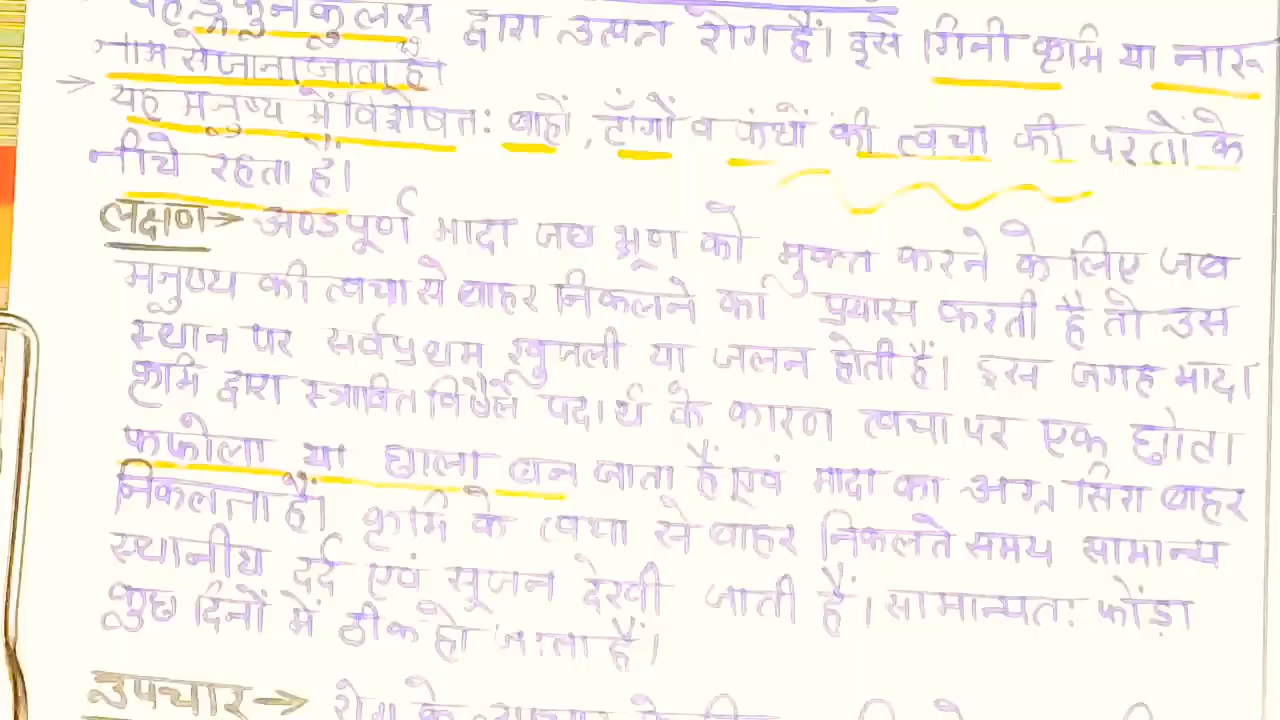 यह ड्रेकुनकुलस द्वारा उत्पन्न रोग हैं। इसे गिनी कृमि या नारू
नाम से जाना जाता है।
→ यह मनुष्य में विशेषत: बाहों, टाँगों व कंधों की त्वचा की परतों के
नीचे रहता हैं।
लक्षण→ अण्डपूर्ण मादा जब भ्रूण को मुक्त करने के लिए जब
मनुष्य की त्वचा से बाहर निकलने का प्रयास करती है तो उस
स्थान पर सर्वप्रथम खुजली या जलन होती हैं। इस जगह मादा
कृमि द्वारा स्त्रावित विषैले पदार्थ के कारण त्वचा पर एक छोटा
फफोला या छाला बन जाता हैं एवं मादा का अग्र सिरा बाहर
निकलता हैं। कृमि के त्वचा से बाहर निकलते समय सामान्य
स्थानीय दर्द एवं सूजन देखी जाती हैं। सामान्यत: फोंड़ा
कुछ दिनों में ठीक हो जाता हैं।
उपचार→ रोग के